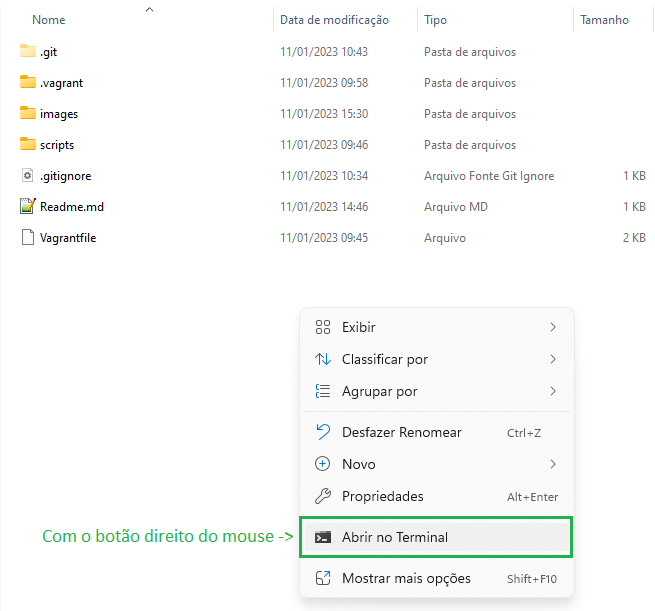 Nome Data de modificação Tipo Tamanho
.git 11/01/2023 10:43 Pasta de arquivos
.vagrant 11/01/2023 09:58 Pasta de arquivos
images 11/01/2023 15:30 Pasta de arquivos
scripts 11/01/2023 09:46 Pasta de arquivos
.gitignore 11/01/2023 10:34 Arquivo Fonte Git Ignore 1 KB
Readme.md 11/01/2023 14:46 Arquivo MD 1 KB
Vagrantfile 11/01/2023 09:45 Arquivo 2 KB
Exibir
Classificar por
Agrupar por
Desfazer Renomear Ctrl+Z
Novo
Propriedades Alt+Enter
Com o botão direito do mouse -> Abrir no Terminal
Mostrar mais opções Shift+F10